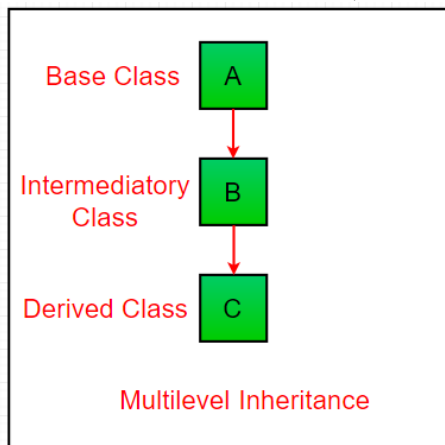 Base Class
A
Intermediatory
Class
B
Derived Class
C
Multilevel Inheritance